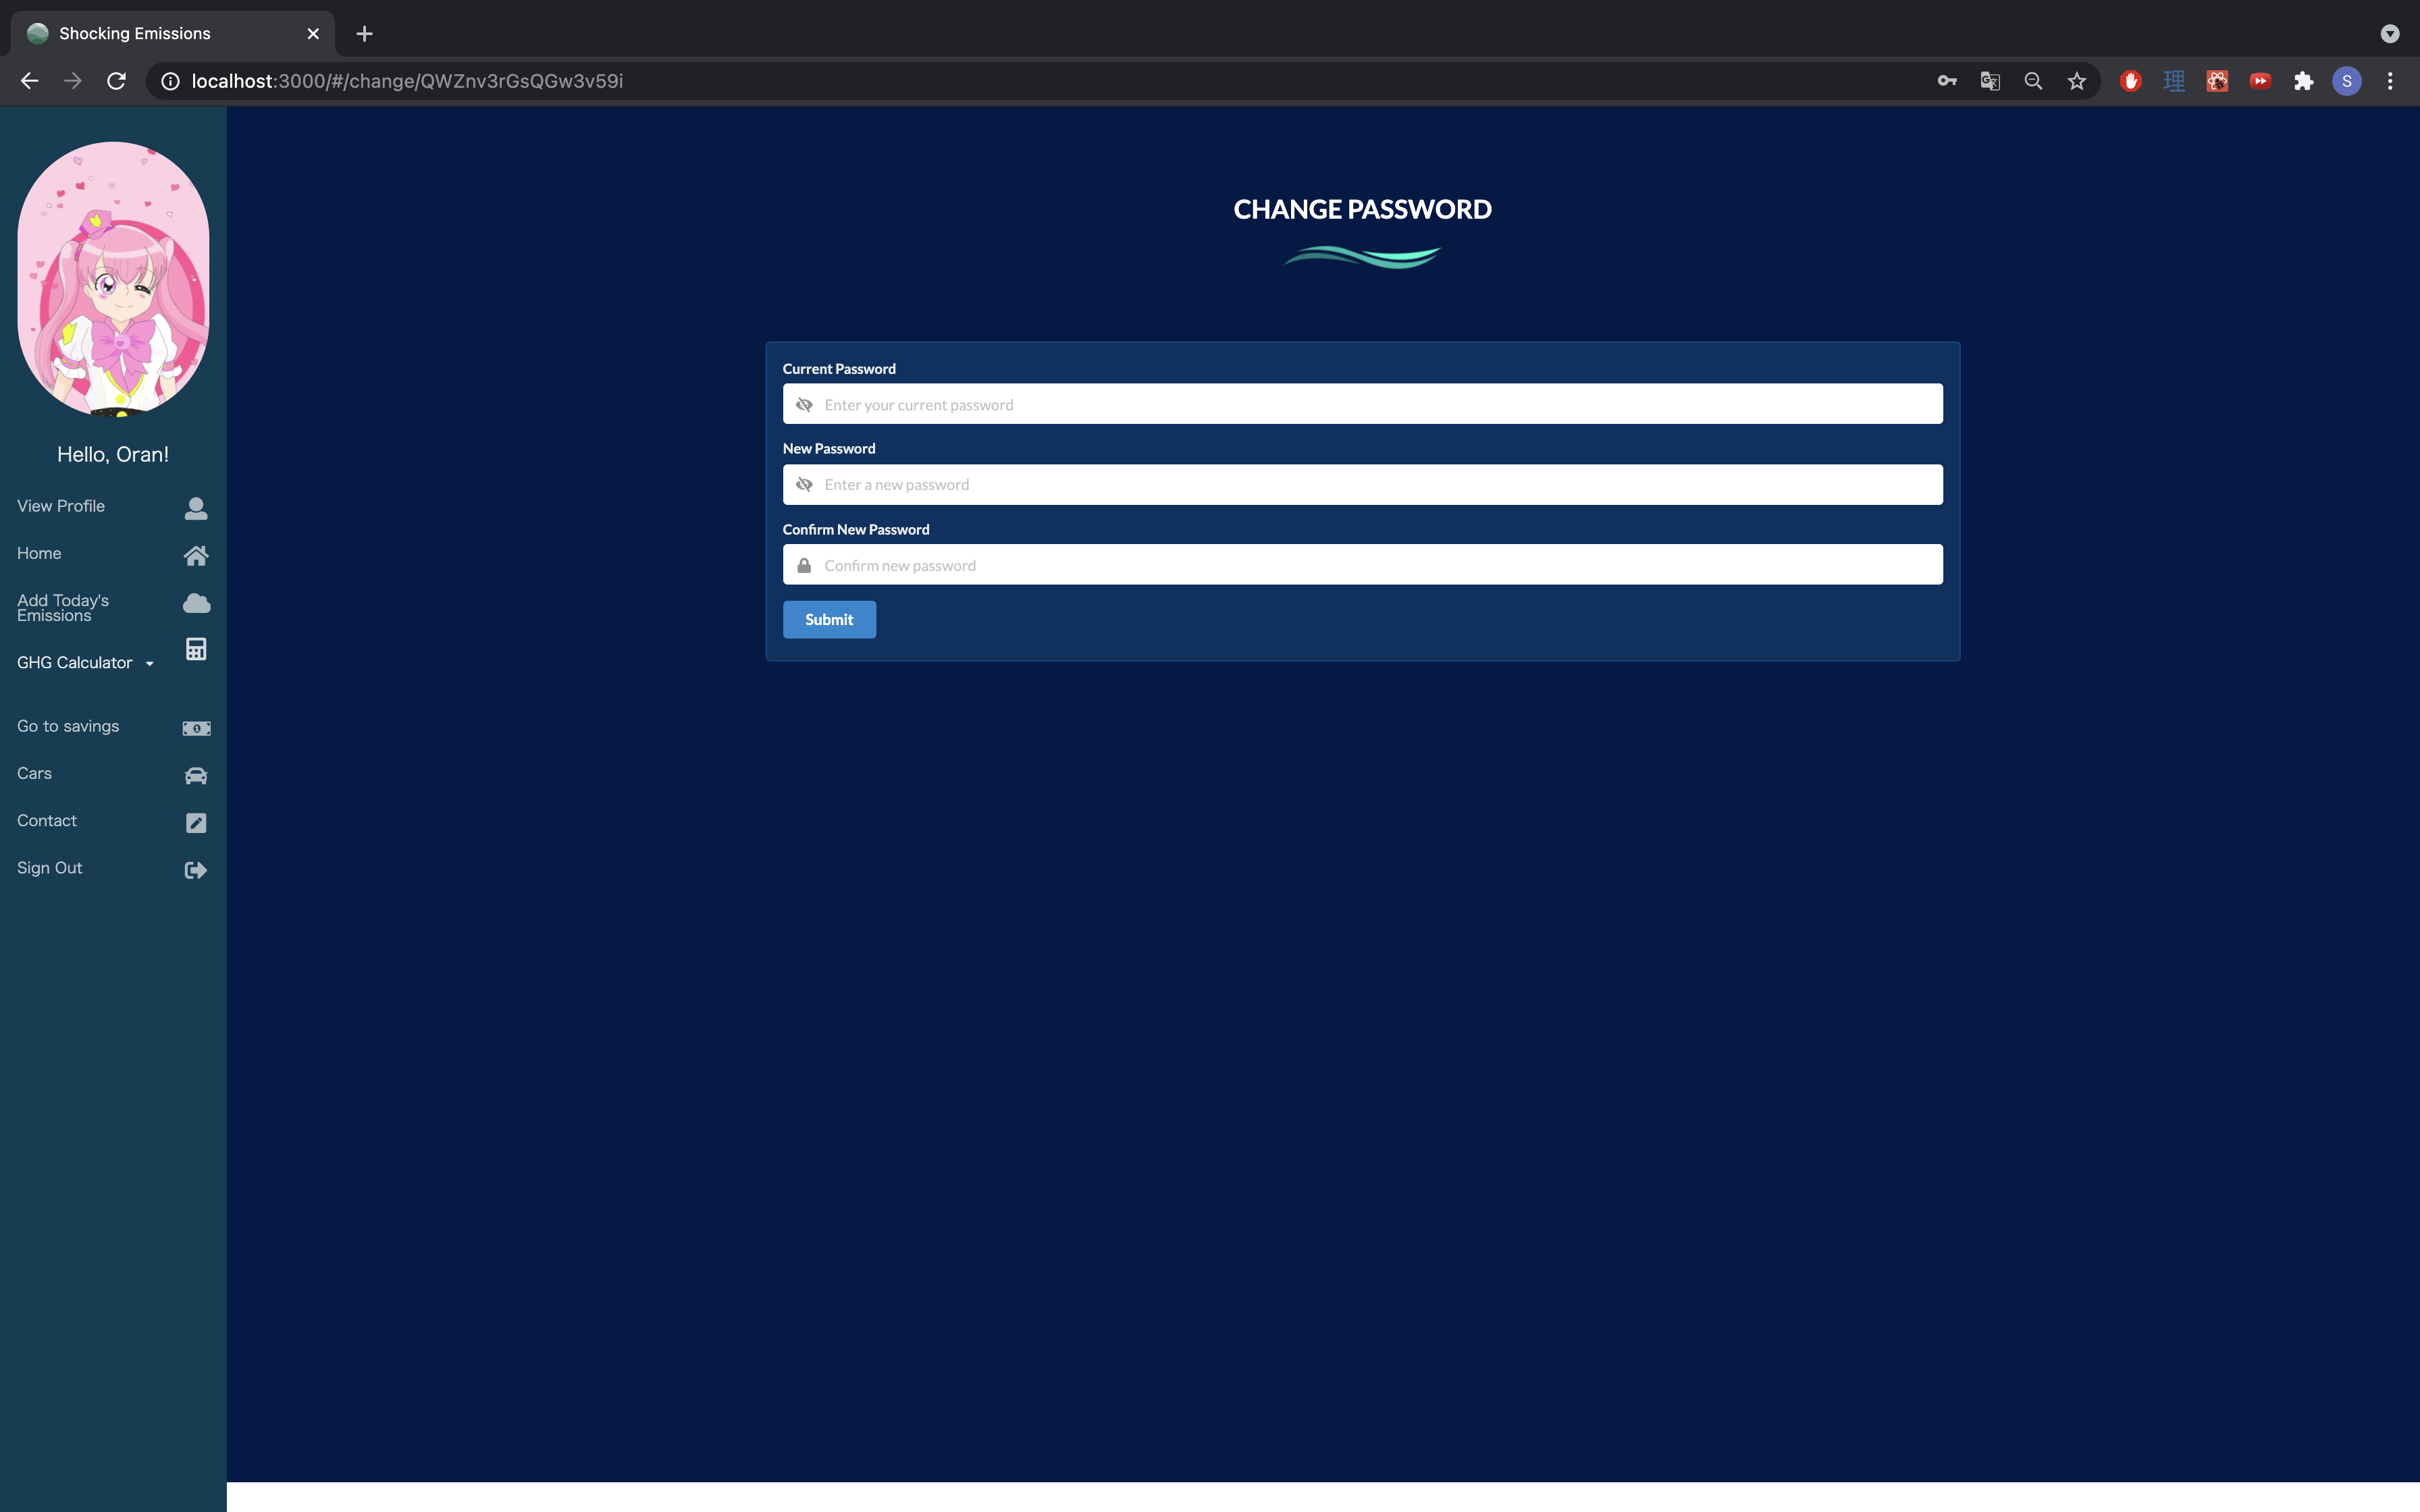 Shocking Emissions
localhost:3000/#/change/QWZnv3rGsQGw3v59i
理
S
Hello, Oran!
View Profile
Home
Add Today's
Emissions
GHG Calculator
Go to savings
Cars
Contact
Sign Out
CHANGE PASSWORD
Current Password
Enter your current password
New Password
Enter a new password
Confirm New Password
Confirm new password
Submit